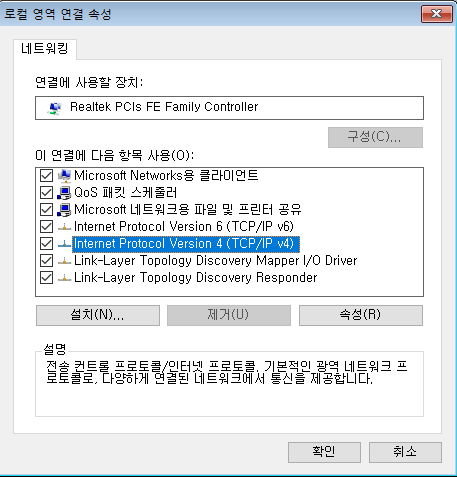 로컬 영역 연결 속성
네트워킹
연결에 사용할 장치:
Realtek PCIs FE Family Controller
구성(C)...
이 연결에 다음 항목 사용(O):
Microsoft Networks용 클라이언트
QoS 패킷 스케줄러
Microsoft 네트워크용 파일 및 프린터 공유
Internet Protocol Version 6 (TCP/IP v6)
Internet Protocol Version 4 (TCP/IP v4)
Link-Layer Topology Discovery Mapper I/O Driver
Link-Layer Topology Discovery Responder
설치(N)...
제거(U)
속성(R)
설명
전송 컨트롤 프로토콜/인터넷 프로토콜. 기본적인 광역 네트워크 프
로토콜로, 다양하게 연결된 네트워크에서 통신을 제공합니다.
확인
취소